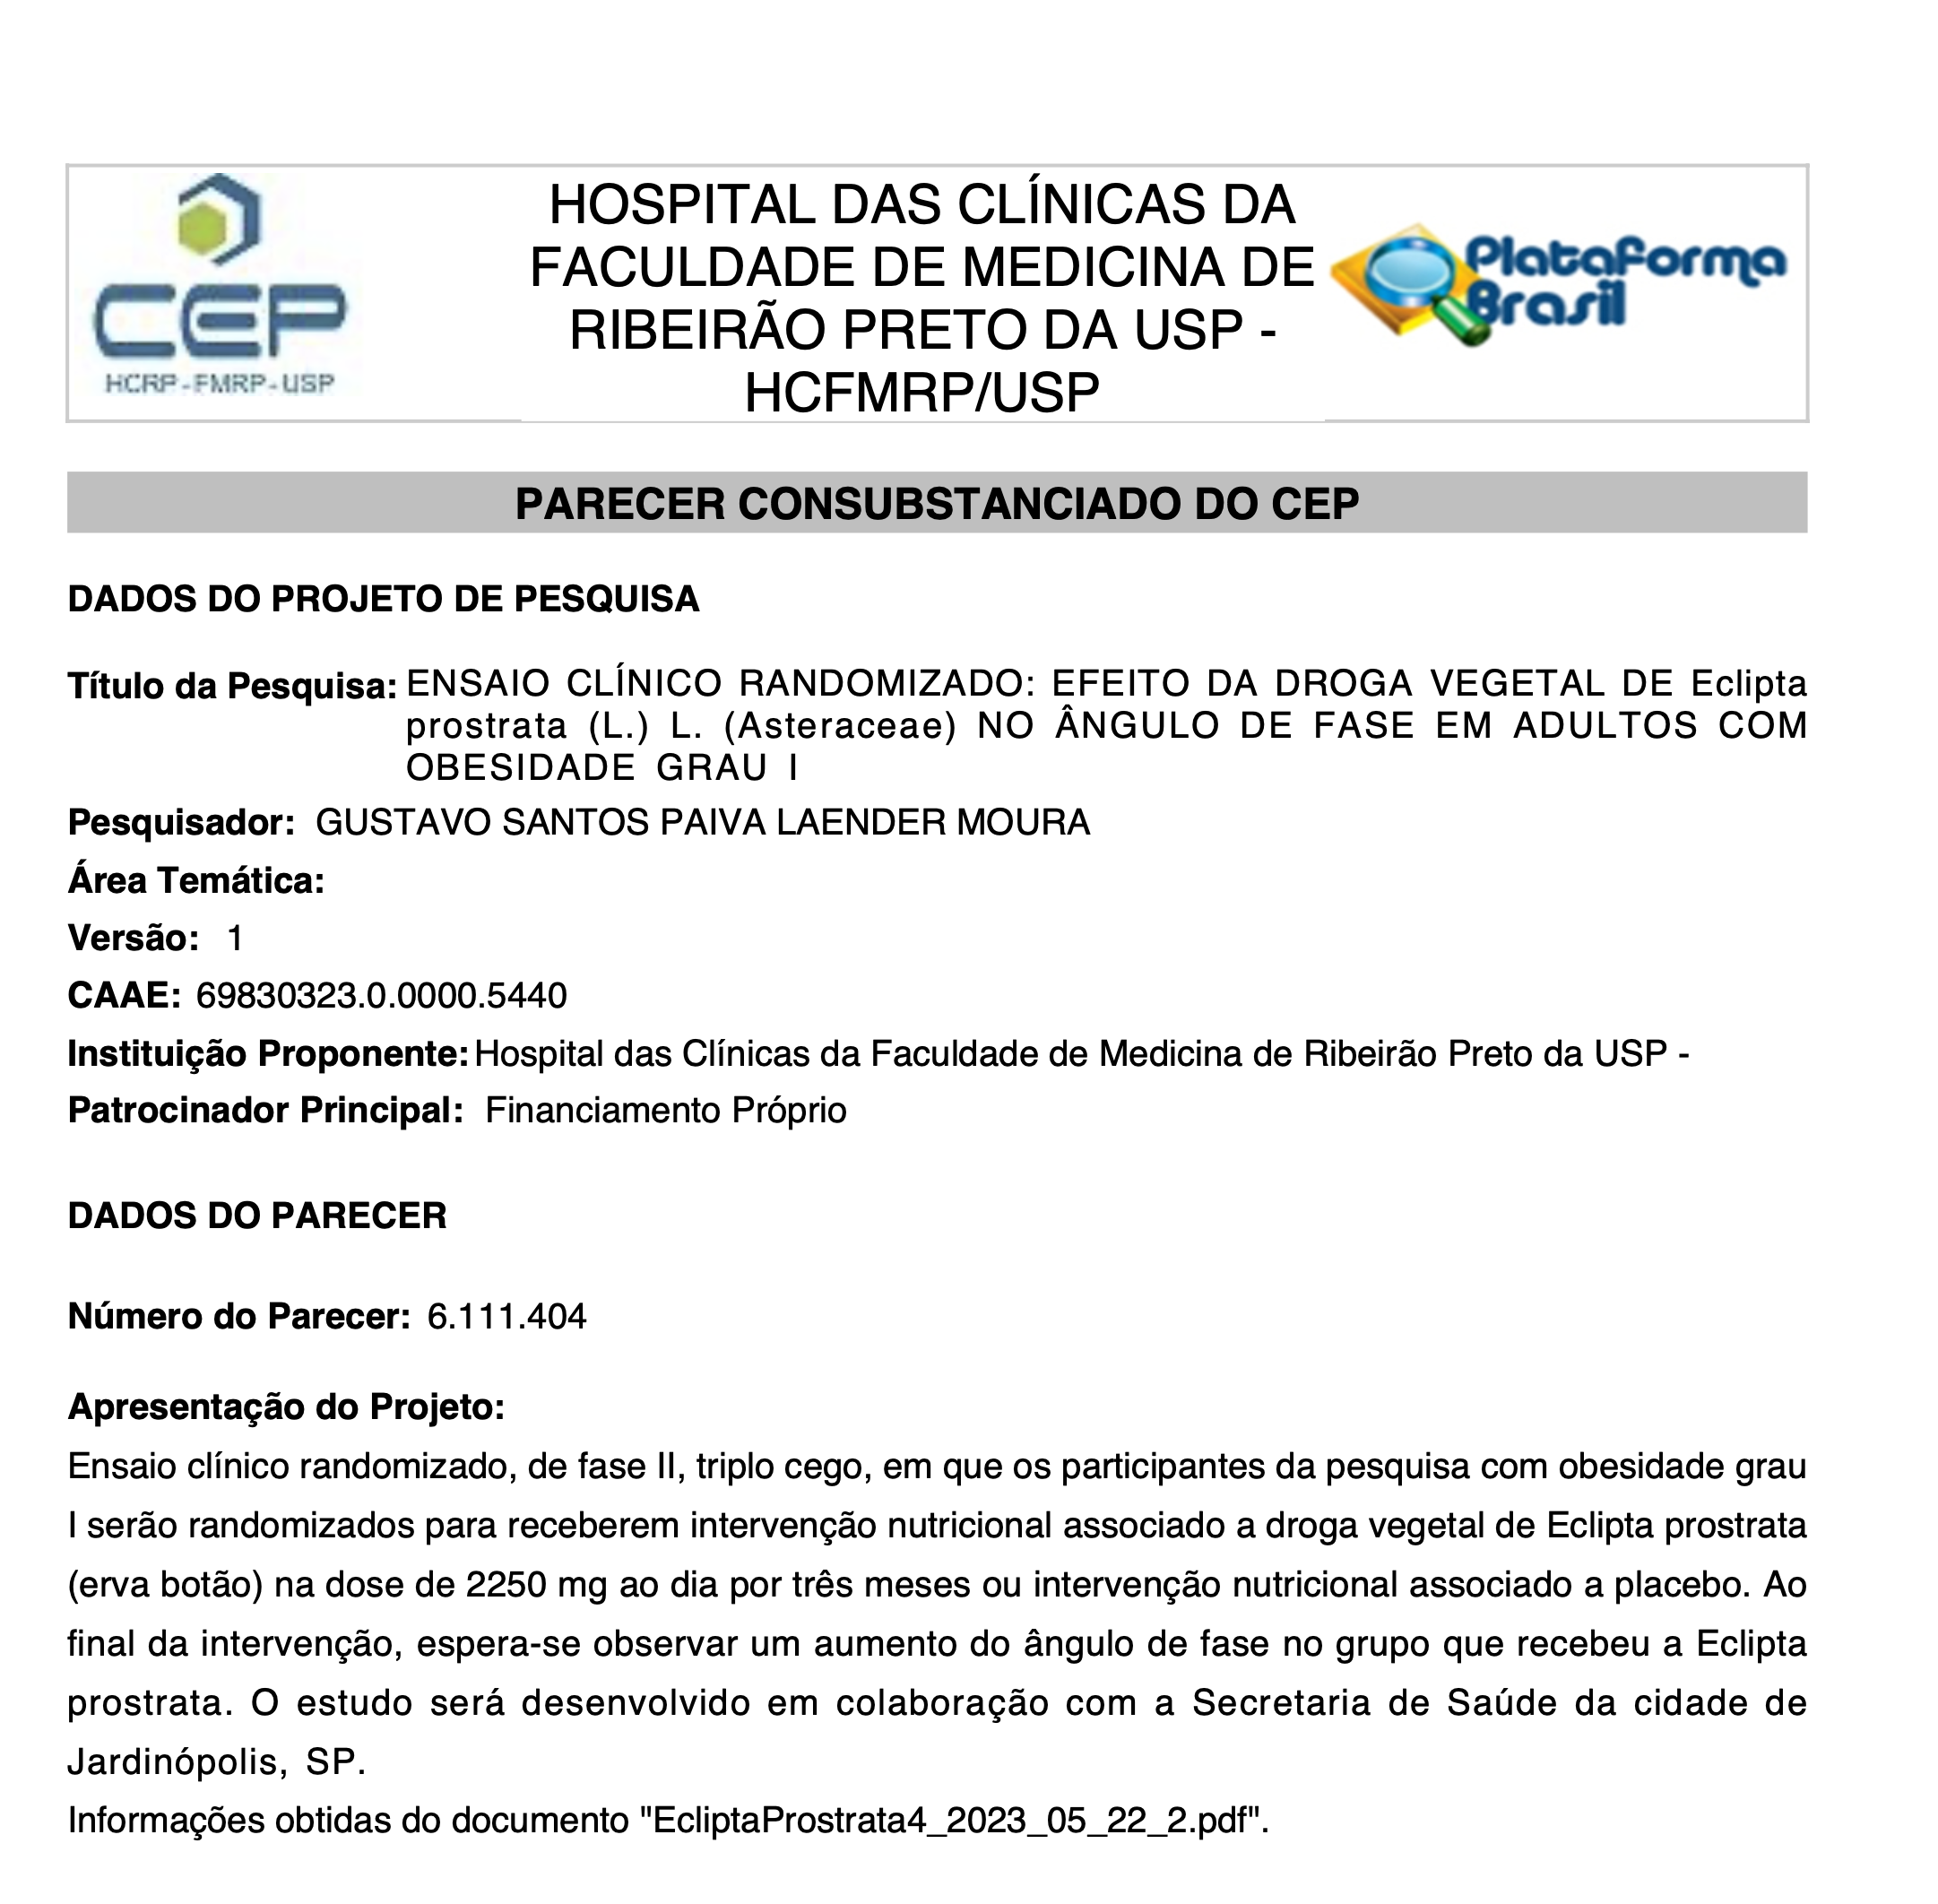 CEP
HCRP-FMRP-USP
HOSPITAL DAS CLÍNICAS DA
FACULDADE DE MEDICINA DE
RIBEIRÃO PRETO DA USP -
HCFMRP/USP
Plataforma
Brasil
PARECER CONSUBSTANCIADO DO CEP
DADOS DO PROJETO DE PESQUISA
Título da Pesquisa: ENSAIO CLÍNICO RANDOMIZADO: EFEITO DA DROGA VEGETAL DE Eclipta
prostrata (L.) L. (Asteraceae) NO ÂNGULO DE FASE EM ADULTOS COM
OBESIDADE GRAU I
Pesquisador: GUSTAVO SANTOS PAIVA LAENDER MOURA
Área Temática:
Versão: 1
CAAE: 69830323.0.0000.5440
Instituição Proponente: Hospital das Clínicas da Faculdade de Medicina de Ribeirão Preto da USP -
Patrocinador Principal: Financiamento Próprio
DADOS DO PARECER
Número do Parecer: 6.111.404
Apresentação do Projeto:
Ensaio clínico randomizado, de fase II, triplo cego, em que os participantes da pesquisa com obesidade grau
I serão randomizados para receberem intervenção nutricional associado a droga vegetal de Eclipta prostrata
(erva botão) na dose de 2250 mg ao dia por três meses ou intervenção nutricional associado a placebo. Ao
final da intervenção, espera-se observar um aumento do ângulo de fase no grupo que recebeu a Eclipta
prostrata. O estudo será desenvolvido em colaboração com a Secretaria de Saúde da cidade de
Jardinópolis, SP.
Informações obtidas do documento "EcliptaProstrata4_2023_05_22_2.pdf".